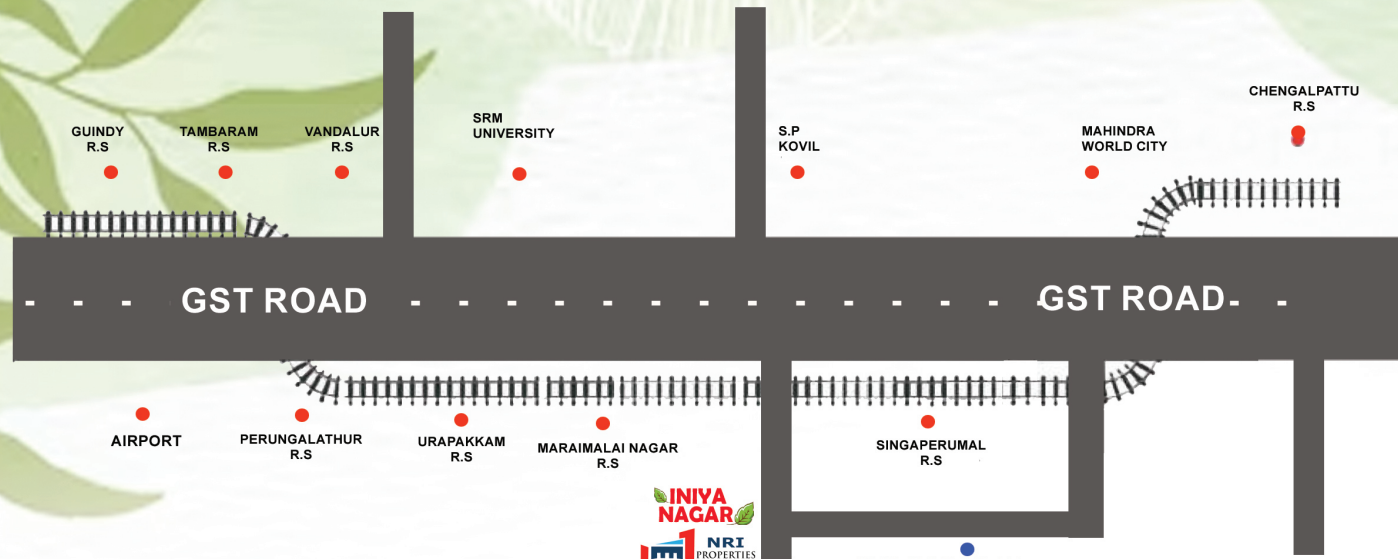 CHENGALPATTU
R.S
GUINDY
R.S
TAMBARAM
R.S
VANDALUR
R.S
SRM
UNIVERSITY
S.P
KOVIL
MAHINDRA
WORLD CITY
GST ROAD
GST ROAD
AIRPORT
PERUNGALATHUR
R.S
URAPAKKAM
R.S
MARAIMALAI NAGAR
R.S
SINGAPERUMAL
R.S
INIYA
NAGAR
NRI
PROPERTIES